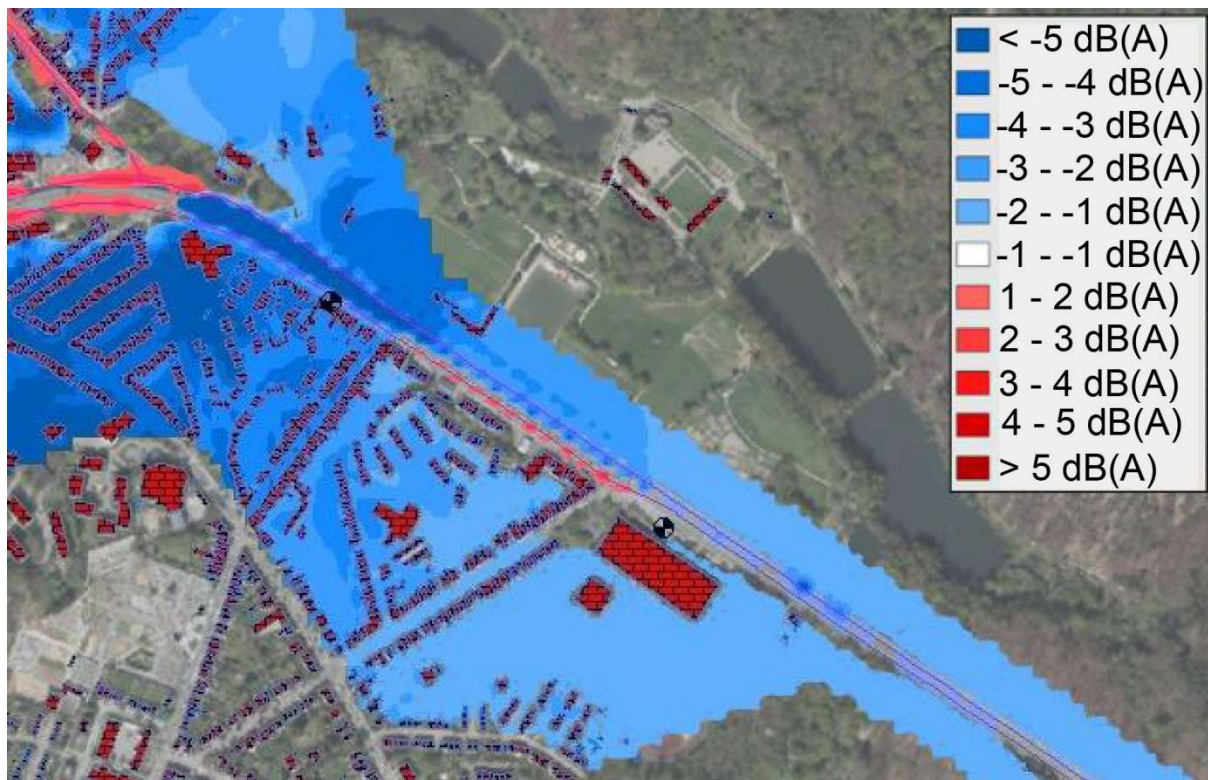 < -5 dB(A)
-5 - -4 dB(A)
-4 - -3 dB(A)
-3 - -2 dB(A)
-2 - -1 dB(A)
-1 - -1 dB(A)
1 - 2 dB(A)
2 - 3 dB(A)
3 - 4 dB(A)
4 - 5 dB(A)
> 5 dB(A)